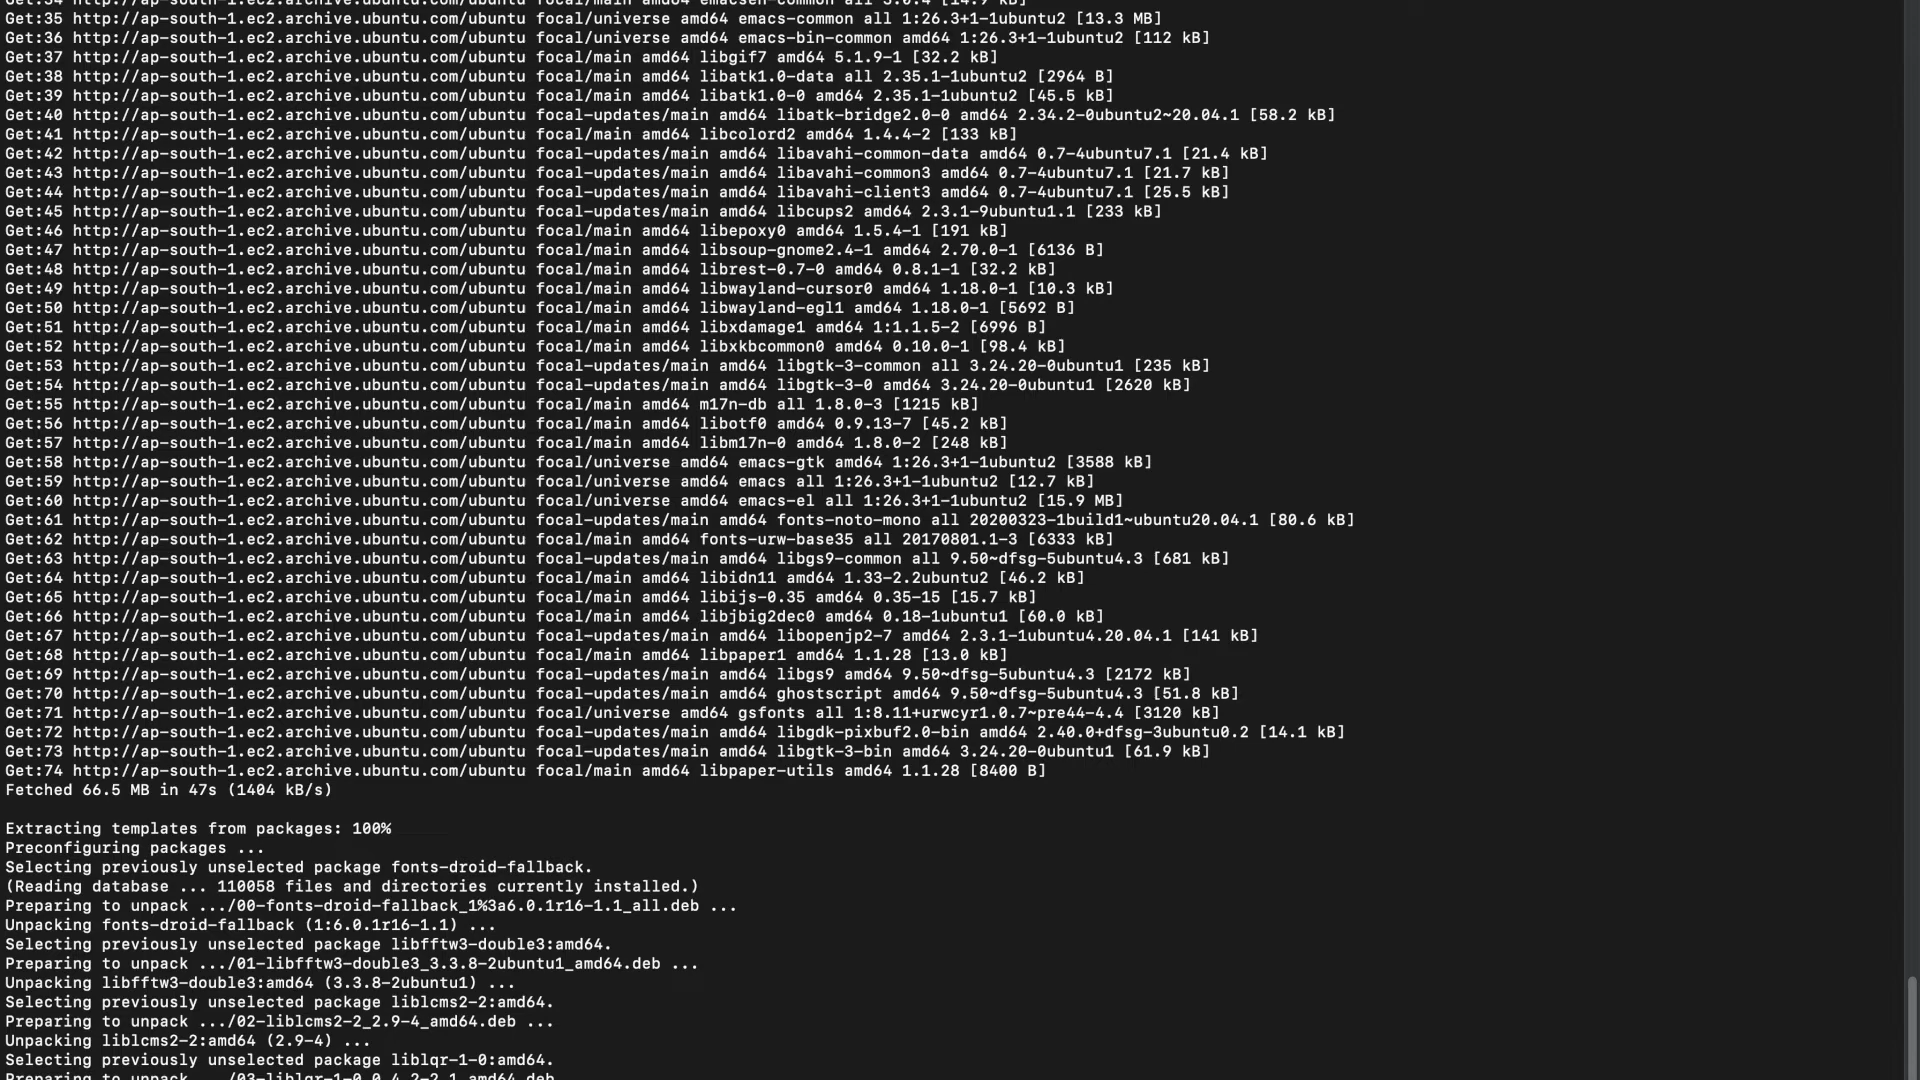 Get:34 http://ap-south-1.ec2.archive.ubuntu.com/ubuntu focal/main amd64 emacsen-common all 3.0.4 [14.9 kB]
Get:35 http://ap-south-1.ec2.archive.ubuntu.com/ubuntu focal/universe amd64 emacs-common all 1:26.3+1-1ubuntu2 [13.3 MB]
Get:36 http://ap-south-1.ec2.archive.ubuntu.com/ubuntu focal/universe amd64 emacs-bin-common amd64 1:26.3+1-1ubuntu2 [112 kB]
Get:37 http://ap-south-1.ec2.archive.ubuntu.com/ubuntu focal/main amd64 libgif7 amd64 5.1.9-1 [32.2 kB]
Get:38 http://ap-south-1.ec2.archive.ubuntu.com/ubuntu focal/main amd64 libatk1.0-data all 2.35.1-1ubuntu2 [2964 B]
Get:39 http://ap-south-1.ec2.archive.ubuntu.com/ubuntu focal/main amd64 libatk1.0-0 amd64 2.35.1-1ubuntu2 [45.5 kB]
Get:40 http://ap-south-1.ec2.archive.ubuntu.com/ubuntu focal-updates/main amd64 libatk-bridge2.0-0 amd64 2.34.2-0ubuntu2~20.04.1 [58.2 kB]
Get:41 http://ap-south-1.ec2.archive.ubuntu.com/ubuntu focal/main amd64 libcolord2 amd64 1.4.4-2 [133 kB]
Get:42 http://ap-south-1.ec2.archive.ubuntu.com/ubuntu focal-updates/main amd64 libavahi-common-data amd64 0.7-4ubuntu7.1 [21.4 kB]
Get:43 http://ap-south-1.ec2.archive.ubuntu.com/ubuntu focal-updates/main amd64 libavahi-common3 amd64 0.7-4ubuntu7.1 [21.7 kB]
Get:44 http://ap-south-1.ec2.archive.ubuntu.com/ubuntu focal-updates/main amd64 libavahi-client3 amd64 0.7-4ubuntu7.1 [25.5 kB]
Get:45 http://ap-south-1.ec2.archive.ubuntu.com/ubuntu focal-updates/main amd64 libcups2 amd64 2.3.1-9ubuntu1.1 [233 kB]
Get:46 http://ap-south-1.ec2.archive.ubuntu.com/ubuntu focal/main amd64 libepoxy0 amd64 1.5.4-1 [191 kB]
Get:47 http://ap-south-1.ec2.archive.ubuntu.com/ubuntu focal/main amd64 libsoup-gnome2.4-1 amd64 2.70.0-1 [6136 B]
Get:48 http://ap-south-1.ec2.archive.ubuntu.com/ubuntu focal/main amd64 librest-0.7-0 amd64 0.8.1-1 [32.2 kB]
Get:49 http://ap-south-1.ec2.archive.ubuntu.com/ubuntu focal/main amd64 libwayland-cursor0 amd64 1.18.0-1 [10.3 kB]
Get:50 http://ap-south-1.ec2.archive.ubuntu.com/ubuntu focal/main amd64 libwayland-egl1 amd64 1.18.0-1 [5692 B]
Get:51 http://ap-south-1.ec2.archive.ubuntu.com/ubuntu focal/main amd64 libxdamage1 amd64 1:1.1.5-2 [6996 B]
Get:52 http://ap-south-1.ec2.archive.ubuntu.com/ubuntu focal/main amd64 libxkbcommon0 amd64 0.10.0-1 [98.4 kB]
Get:53 http://ap-south-1.ec2.archive.ubuntu.com/ubuntu focal-updates/main amd64 libgtk-3-common all 3.24.20-0ubuntu1 [235 kB]
Get:54 http://ap-south-1.ec2.archive.ubuntu.com/ubuntu focal-updates/main amd64 libgtk-3-0 amd64 3.24.20-0ubuntu1 [2620 kB]
Get:55 http://ap-south-1.ec2.archive.ubuntu.com/ubuntu focal/main amd64 m17n-db all 1.8.0-3 [1215 kB]
Get:56 http://ap-south-1.ec2.archive.ubuntu.com/ubuntu focal/main amd64 libotf0 amd64 0.9.13-7 [45.2 kB]
Get:57 http://ap-south-1.ec2.archive.ubuntu.com/ubuntu focal/main amd64 libm17n-0 amd64 1.8.0-2 [248 kB]
Get:58 http://ap-south-1.ec2.archive.ubuntu.com/ubuntu focal/universe amd64 emacs-gtk amd64 1:26.3+1-1ubuntu2 [3588 kB]
Get:59 http://ap-south-1.ec2.archive.ubuntu.com/ubuntu focal/universe amd64 emacs all 1:26.3+1-1ubuntu2 [12.7 kB]
Get:60 http://ap-south-1.ec2.archive.ubuntu.com/ubuntu focal/universe amd64 emacs-el all 1:26.3+1-1ubuntu2 [15.9 MB]
Get:61 http://ap-south-1.ec2.archive.ubuntu.com/ubuntu focal-updates/main amd64 fonts-noto-mono all 20200323-1build1~ubuntu20.04.1 [80.6 kB]
Get:62 http://ap-south-1.ec2.archive.ubuntu.com/ubuntu focal/main amd64 fonts-urw-base35 all 20170801.1-3 [6333 kB]
Get:63 http://ap-south-1.ec2.archive.ubuntu.com/ubuntu focal-updates/main amd64 libgs9-common all 9.50~dfsg-5ubuntu4.3 [681 kB]
Get:64 http://ap-south-1.ec2.archive.ubuntu.com/ubuntu focal/main amd64 libidn11 amd64 1.33-2.2ubuntu2 [46.2 kB]
Get:65 http://ap-south-1.ec2.archive.ubuntu.com/ubuntu focal/main amd64 libijs-0.35 amd64 0.35-15 [15.7 kB]
Get:66 http://ap-south-1.ec2.archive.ubuntu.com/ubuntu focal/main amd64 libjbig2dec0 amd64 0.18-1ubuntu1 [60.0 kB]
Get:67 http://ap-south-1.ec2.archive.ubuntu.com/ubuntu focal-updates/main amd64 libopenjp2-7 amd64 2.3.1-1ubuntu4.20.04.1 [141 kB]
Get:68 http://ap-south-1.ec2.archive.ubuntu.com/ubuntu focal/main amd64 libpaper1 amd64 1.1.28 [13.0 kB]
Get:69 http://ap-south-1.ec2.archive.ubuntu.com/ubuntu focal-updates/main amd64 libgs9 amd64 9.50~dfsg-5ubuntu4.3 [2172 kB]
Get:70 http://ap-south-1.ec2.archive.ubuntu.com/ubuntu focal-updates/main amd64 ghostscript amd64 9.50~dfsg-5ubuntu4.3 [51.8 kB]
Get:71 http://ap-south-1.ec2.archive.ubuntu.com/ubuntu focal/universe amd64 gsfonts all 1:8.11+urwcyr1.0.7~pre44-4.4 [3120 kB]
Get:72 http://ap-south-1.ec2.archive.ubuntu.com/ubuntu focal-updates/main amd64 libgdk-pixbuf2.0-bin amd64 2.40.0+dfsg-3ubuntu0.2 [14.1 kB]
Get:73 http://ap-south-1.ec2.archive.ubuntu.com/ubuntu focal-updates/main amd64 libgtk-3-bin amd64 3.24.20-0ubuntu1 [61.9 kB]
Get:74 http://ap-south-1.ec2.archive.ubuntu.com/ubuntu focal/main amd64 libpaper-utils amd64 1.1.28 [8400 B]
Fetched 66.5 MB in 47s (1404 kB/s)
Extracting templates from packages: 100%
Preconfiguring packages ...
Selecting previously unselected package fonts-droid-fallback.
(Reading database ... 110058 files and directories currently installed.)
Preparing to unpack .../00-fonts-droid-fallback_1%3a6.0.1r16-1.1_all.deb ...
Unpacking fonts-droid-fallback (1:6.0.1r16-1.1) ...
Selecting previously unselected package libfftw3-double3:amd64.
Preparing to unpack .../01-libfftw3-double3_3.3.8-2ubuntu1_amd64.deb ...
Unpacking libfftw3-double3:amd64 (3.3.8-2ubuntu1) ...
Selecting previously unselected package liblcms2-2:amd64.
Preparing to unpack .../02-liblcms2-2_2.9-4_amd64.deb ...
Unpacking liblcms2-2:amd64 (2.9-4) ...
Selecting previously unselected package liblqr-1-0:amd64.
Preparing to unpack .../03-liblqr-1-0_0.4.2-2.1_amd64.deb